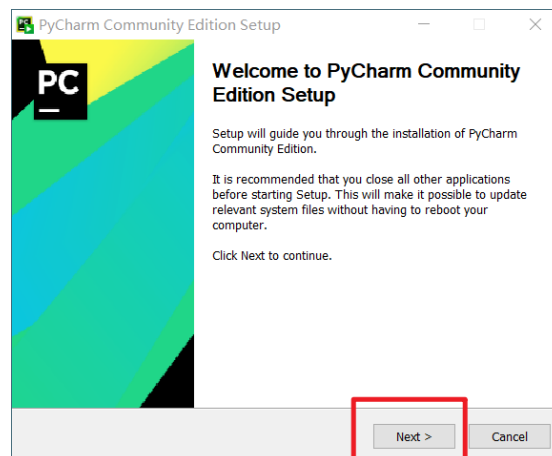 PyCharm Community Edition Setup
PC
Welcome to PyCharm Community
Edition Setup
Setup will guide you through the installation of PyCharm
Community Edition.
It is recommended that you close all other applications
before starting Setup. This will make it possible to update
relevant system files without having to reboot your
computer.
Click Next to continue.
Next >
Cancel